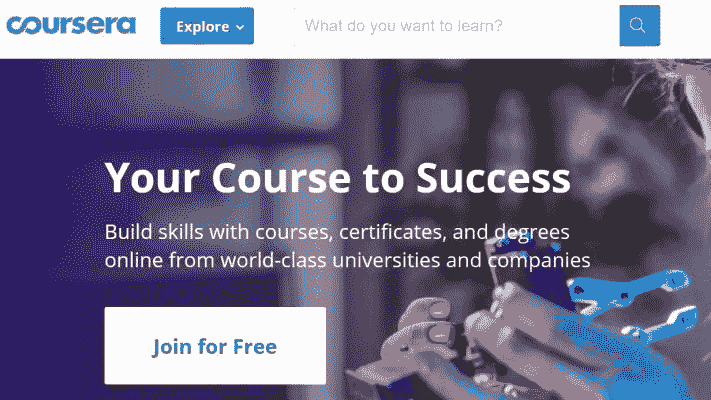 coursera
Explore
What do you want to learn?
Your Course to Success
Build skills with courses, certificates, and degrees
online from world-class universities and companies
Join for Free